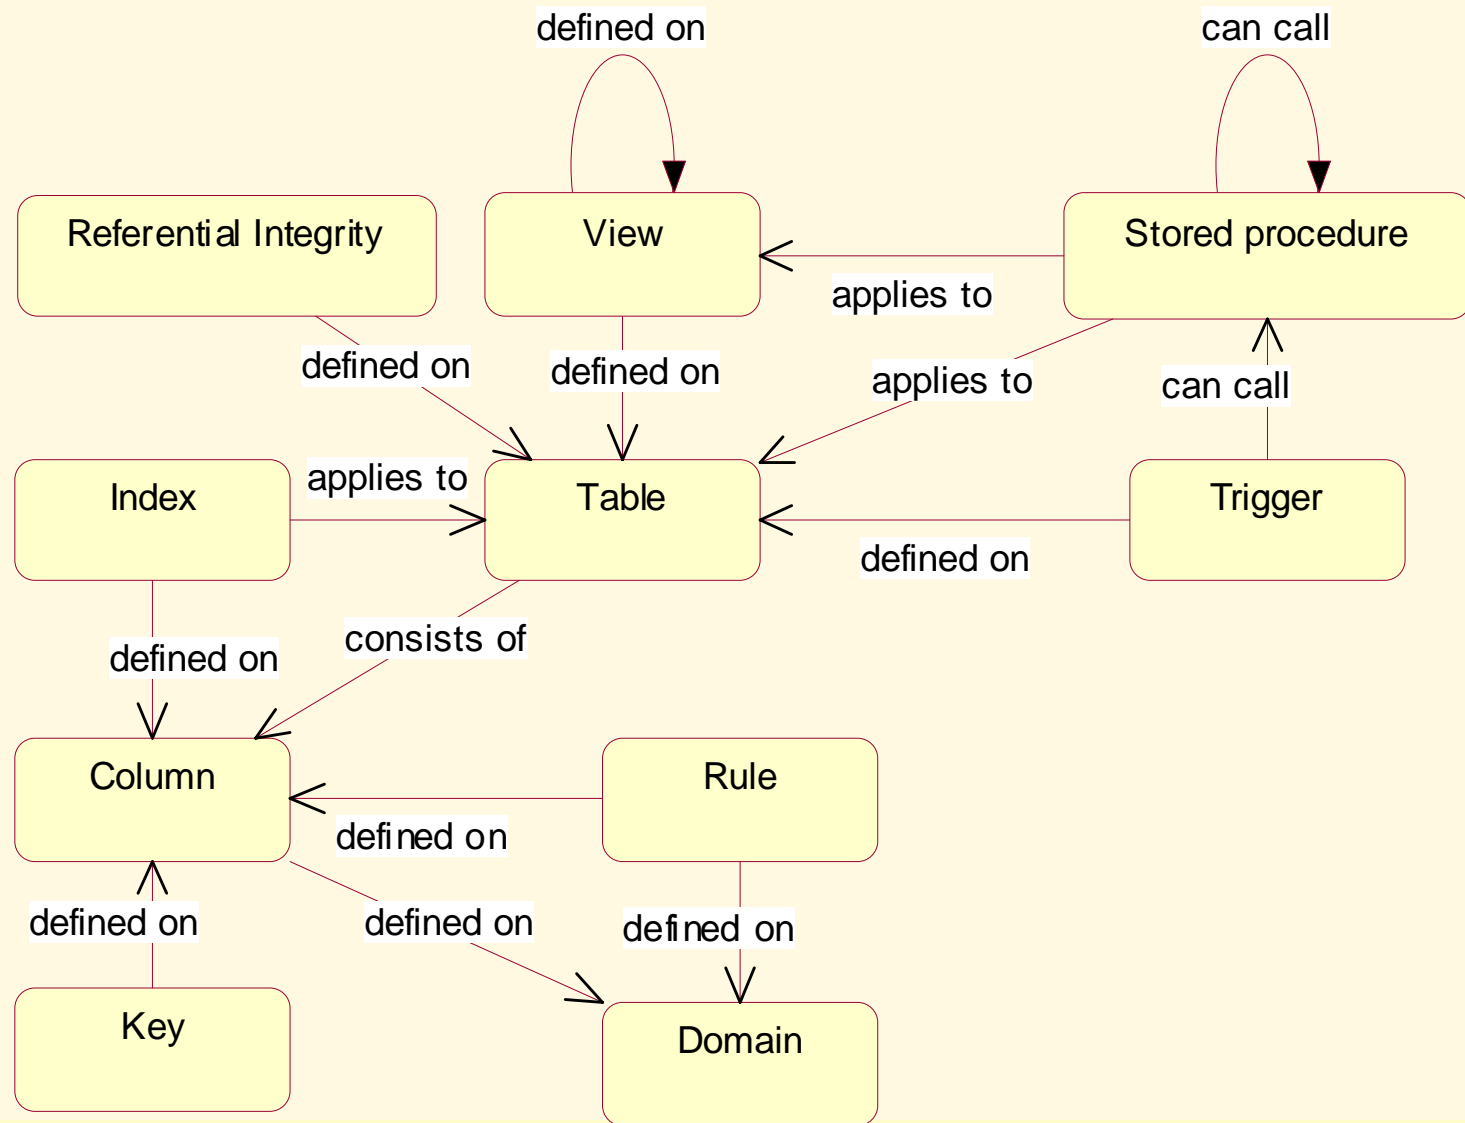 defined on
can call
Referential Integrity
View
Stored procedure
applies to
defined on
defined on
applies to
can call
Index
applies to
Table
Trigger
defined on
defined on
consists of
Column
Rule
defined on
defined on
defined on
defined on
Key
Domain